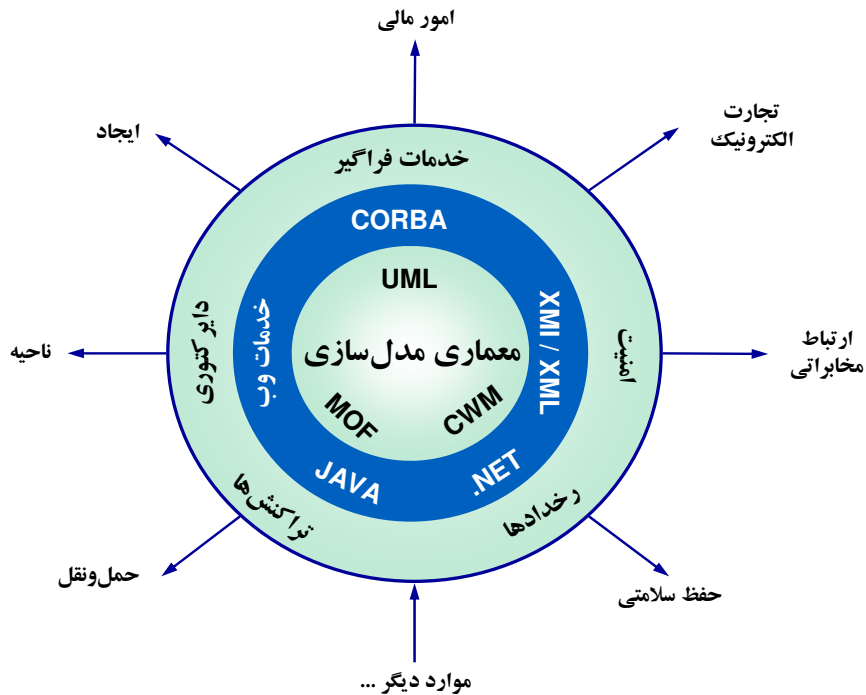 امور مالی
تجارت
الکترونیک
ایجاد
خدمات فراگیر
CORBA
UML
XMI / XML
خدمات وب
دایرکتوری
امنیت
ارتباط
مخابراتی
ناحیه
معماری مدل‌سازی
MOF
CWM
JAVA
.NET
تراکنش‌ها
رخدادها
حمل‌ونقل
حفظ سلامتی
موارد دیگر ...